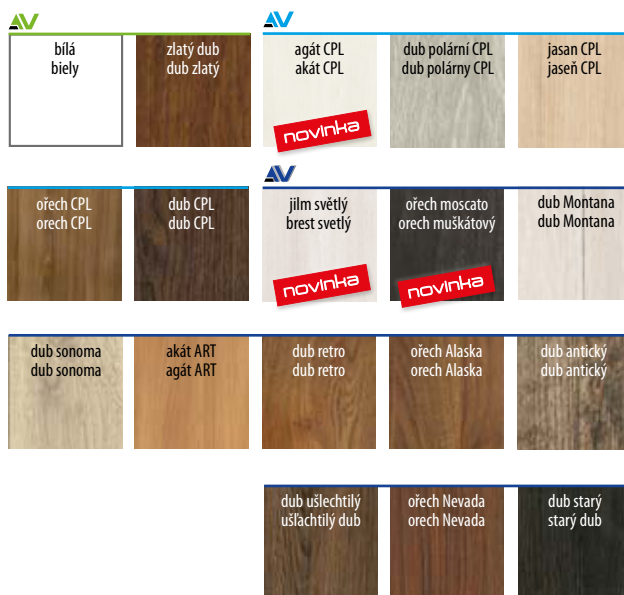 AV
AV
bílá
biely
zlatý dub
dub zlatý
agát CPL
akát CPL
novinka
dub polární CPL
dub polárny CPL
jasan CPL
jaseň CPL
AV
ořech CPL
orech CPL
dub CPL
dub CPL
jilm světlý
brest svetlý
novinka
ořech moscato
orech muškátový
novinka
dub Montana
dub Montana
dub sonoma
dub sonoma
akát ART
agát ART
dub retro
dub retro
ořech Alaska
orech Alaska
dub antický
dub antický
dub ušlechtilý
ušľachtilý dub
ořech Nevada
orech Nevada
dub starý
starý dub